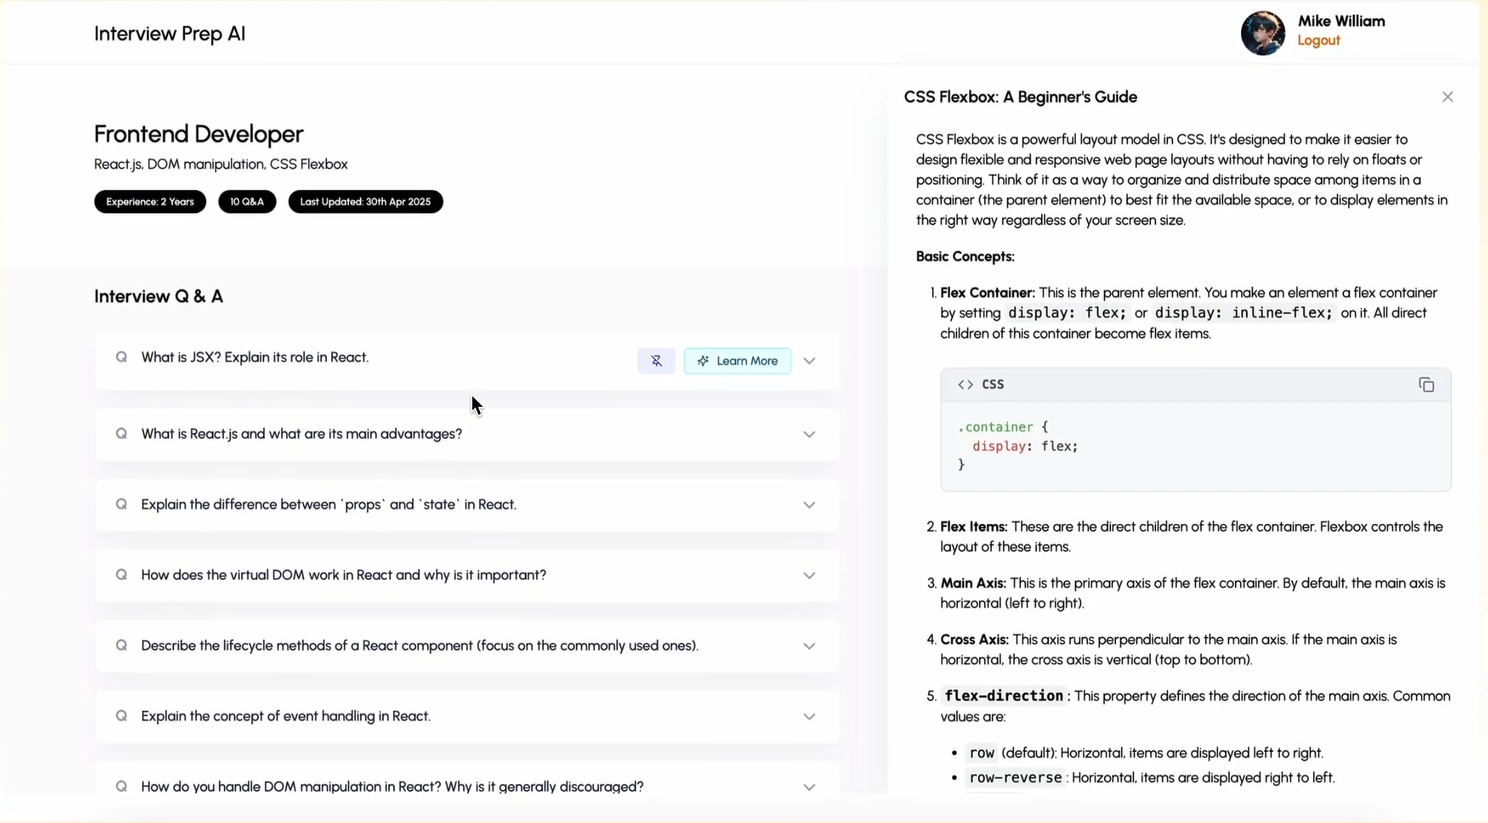 Interview Prep AI
Mike William
Logout
Frontend Developer
React.js, DOM manipulation, CSS Flexbox
Experience: 2 Years
10 Q&A
Last Updated: 30th Apr 2025
Interview Q & A
Q What is JSX? Explain its role in React.
Learn More
Q What is React.js and what are its main advantages?
Q Explain the difference between `props` and `state` in React.
Q How does the virtual DOM work in React and why is it important?
Q Describe the lifecycle methods of a React component (focus on the commonly used ones).
Q Explain the concept of event handling in React.
Q How do you handle DOM manipulation in React? Why is it generally discouraged?
CSS Flexbox: A Beginner's Guide
CSS Flexbox is a powerful layout model in CSS. It's designed to make it easier to
design flexible and responsive web page layouts without having to rely on floats or
positioning. Think of it as a way to organize and distribute space among items in a
container (the parent element) to best fit the available space, or to display elements in
the right way regardless of your screen size.
Basic Concepts:
1. Flex Container: This is the parent element. You make an element a flex container
by setting display: flex; or display: inline-flex; on it. All direct
children of this container become flex items.
<> CSS
.container {
  display: flex;
}
2. Flex Items: These are the direct children of the flex container. Flexbox controls the
layout of these items.
3. Main Axis: This is the primary axis of the flex container. By default, the main axis is
horizontal (left to right).
4. Cross Axis: This axis runs perpendicular to the main axis. If the main axis is
horizontal, the cross axis is vertical (top to bottom).
5. flex-direction : This property defines the direction of the main axis. Common
values are:
• row (default): Horizontal, items are displayed left to right.
• row-reverse : Horizontal, items are displayed right to left.